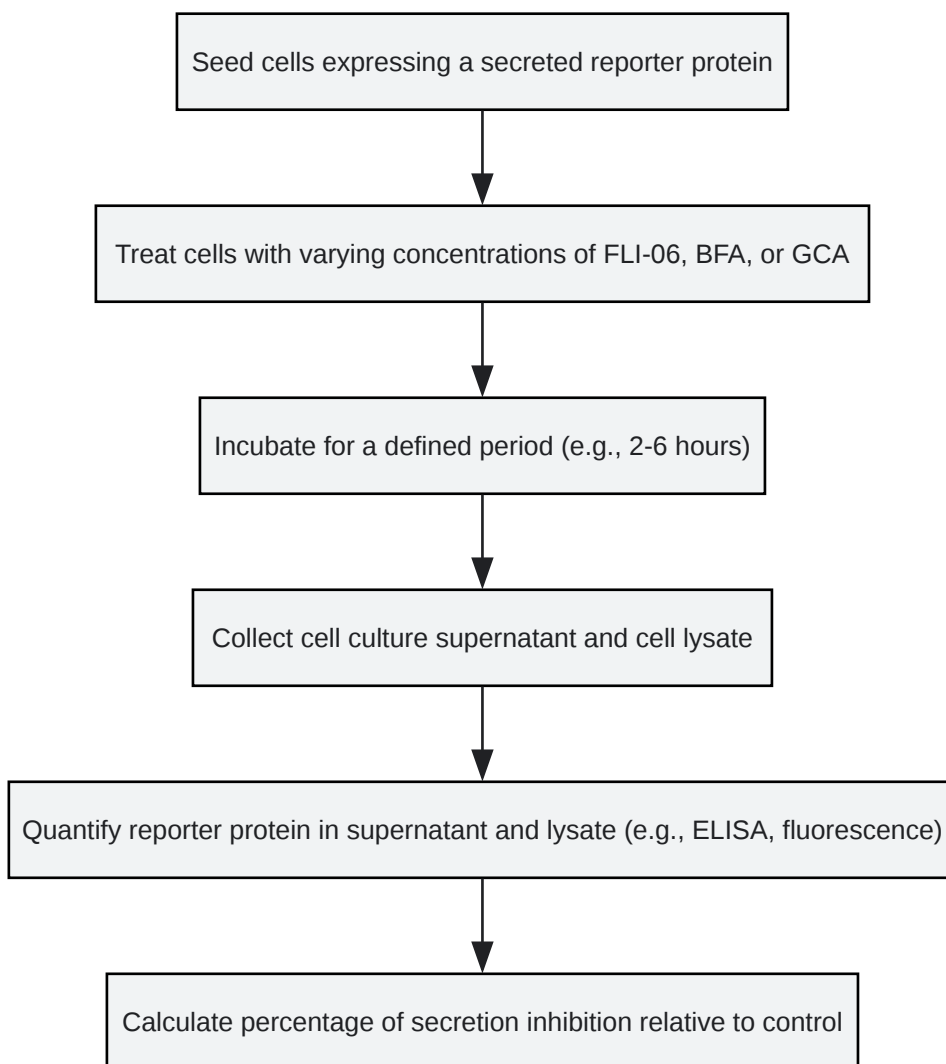 Seed cells expressing a secreted reporter protein
Treat cells with varying concentrations of FLI-06, BFA, or GCA
Incubate for a defined period (e.g., 2-6 hours)
Collect cell culture supernatant and cell lysate
Quantify reporter protein in supernatant and lysate (e.g., ELISA, fluorescence)
Calculate percentage of secretion inhibition relative to control